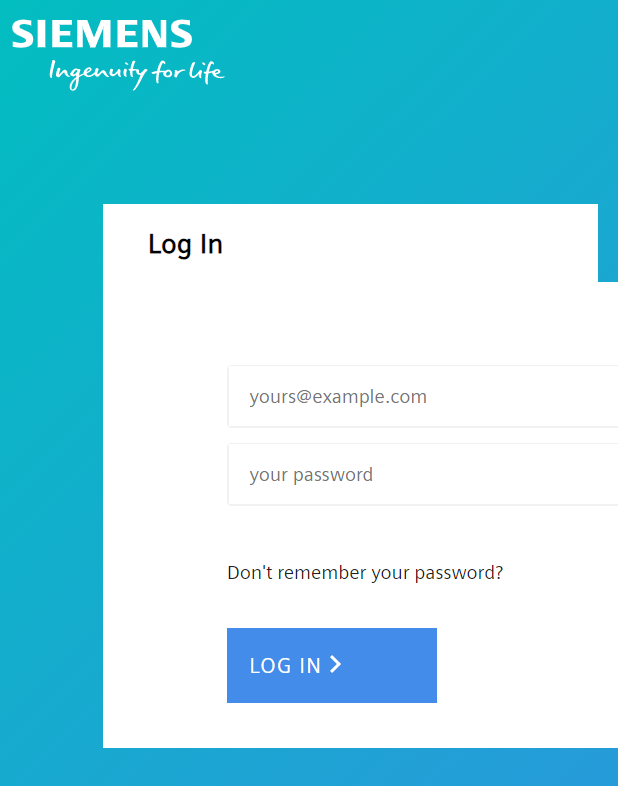 SIEMENS
Ingenuity for life
Log In
yours@example.com
your password
Don't remember your password?
LOG IN